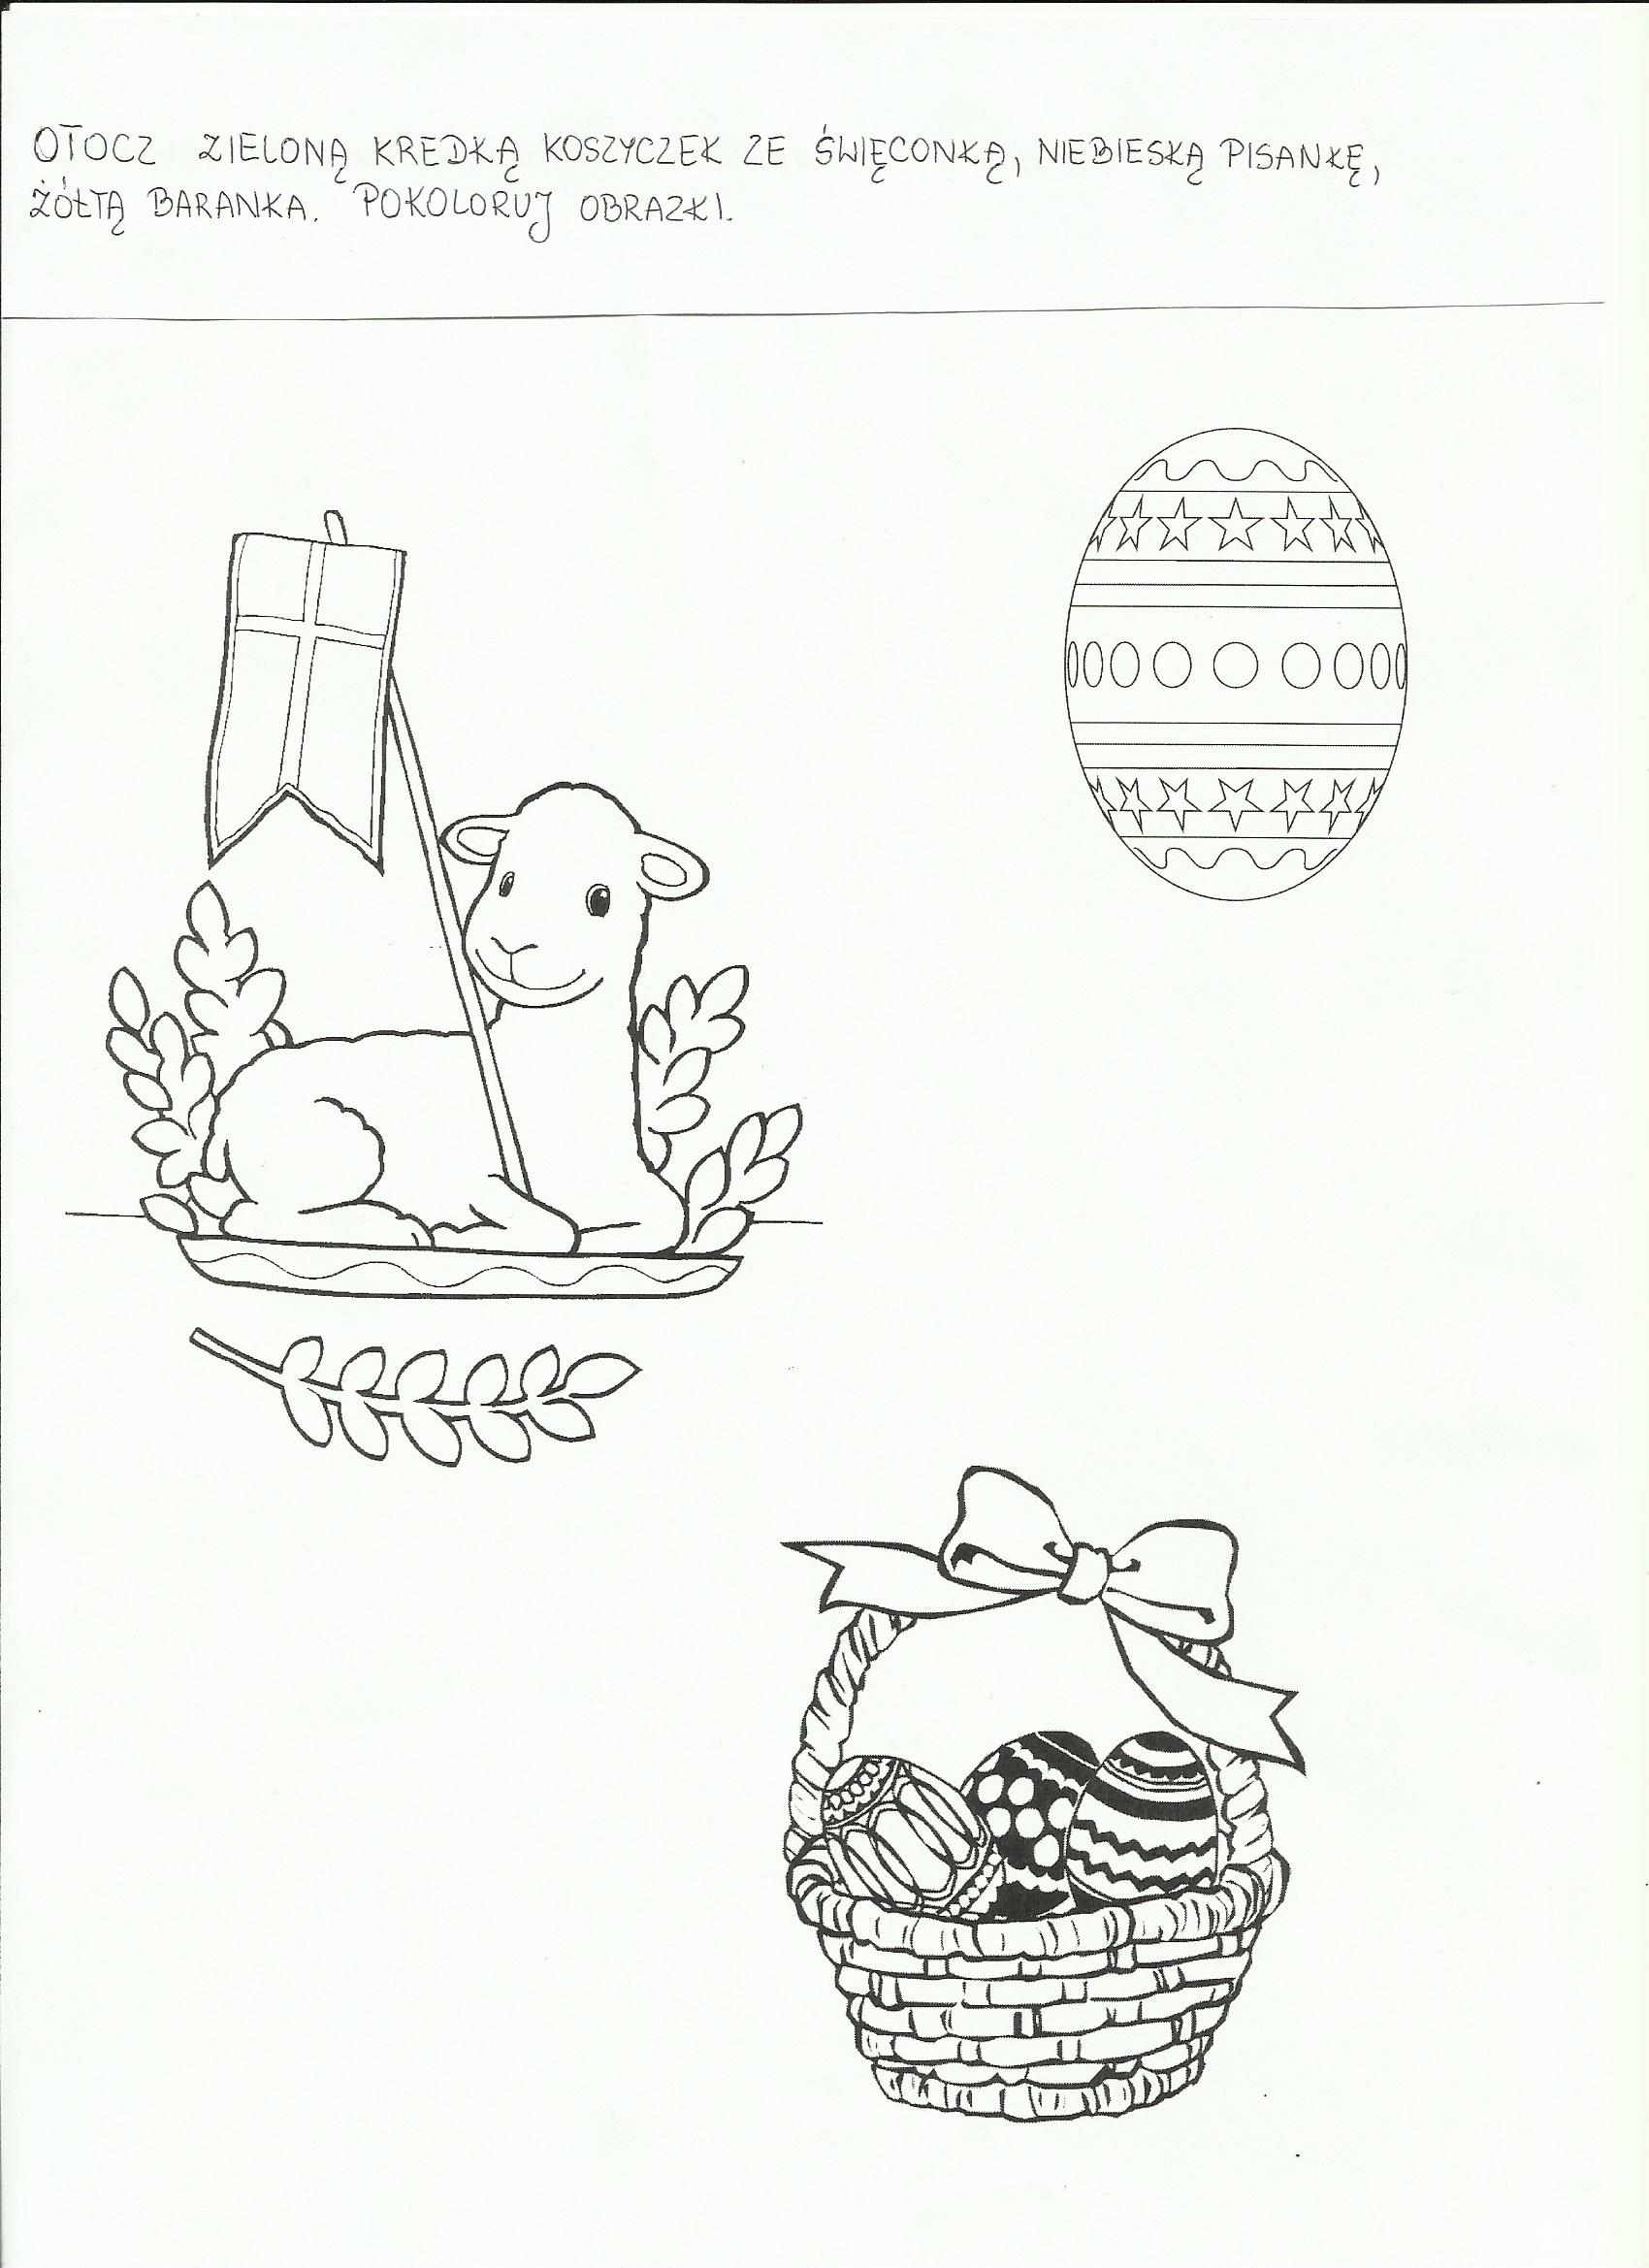 OTOCZ ZIELONĄ KREDKĄ KOSZYCZEK ZE ŚWIĘCONKĄ, NIEBIESKĄ PISANKĘ,
ŻÓŁTĄ BARANKA. POKOLORUJ OBRAZKI.